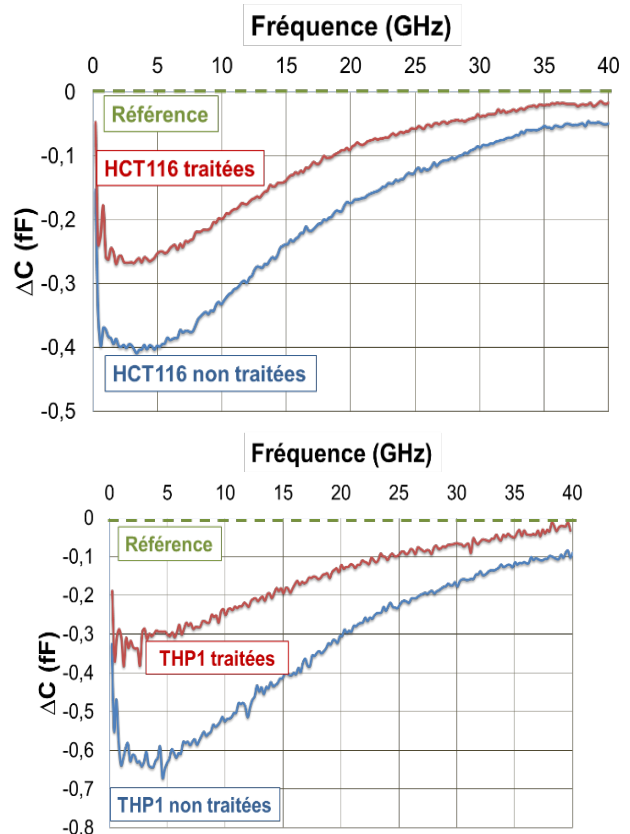 Fréquence (GHz)
0 5 10 15 20 25 30 35 40
0
Référence
-0,1
HCT116 traitées
-0,2
ΔC (fF)
-0,3
-0,4
HCT116 non traitées
-0,5
Fréquence (GHz)
0 5 10 15 20 25 30 35 40
0
Référence
-0,1
-0,2
-0,3
THP1 traitées
-0,4
ΔC (fF)
-0,5
-0,6
-0,7
THP1 non traitées
-0,8